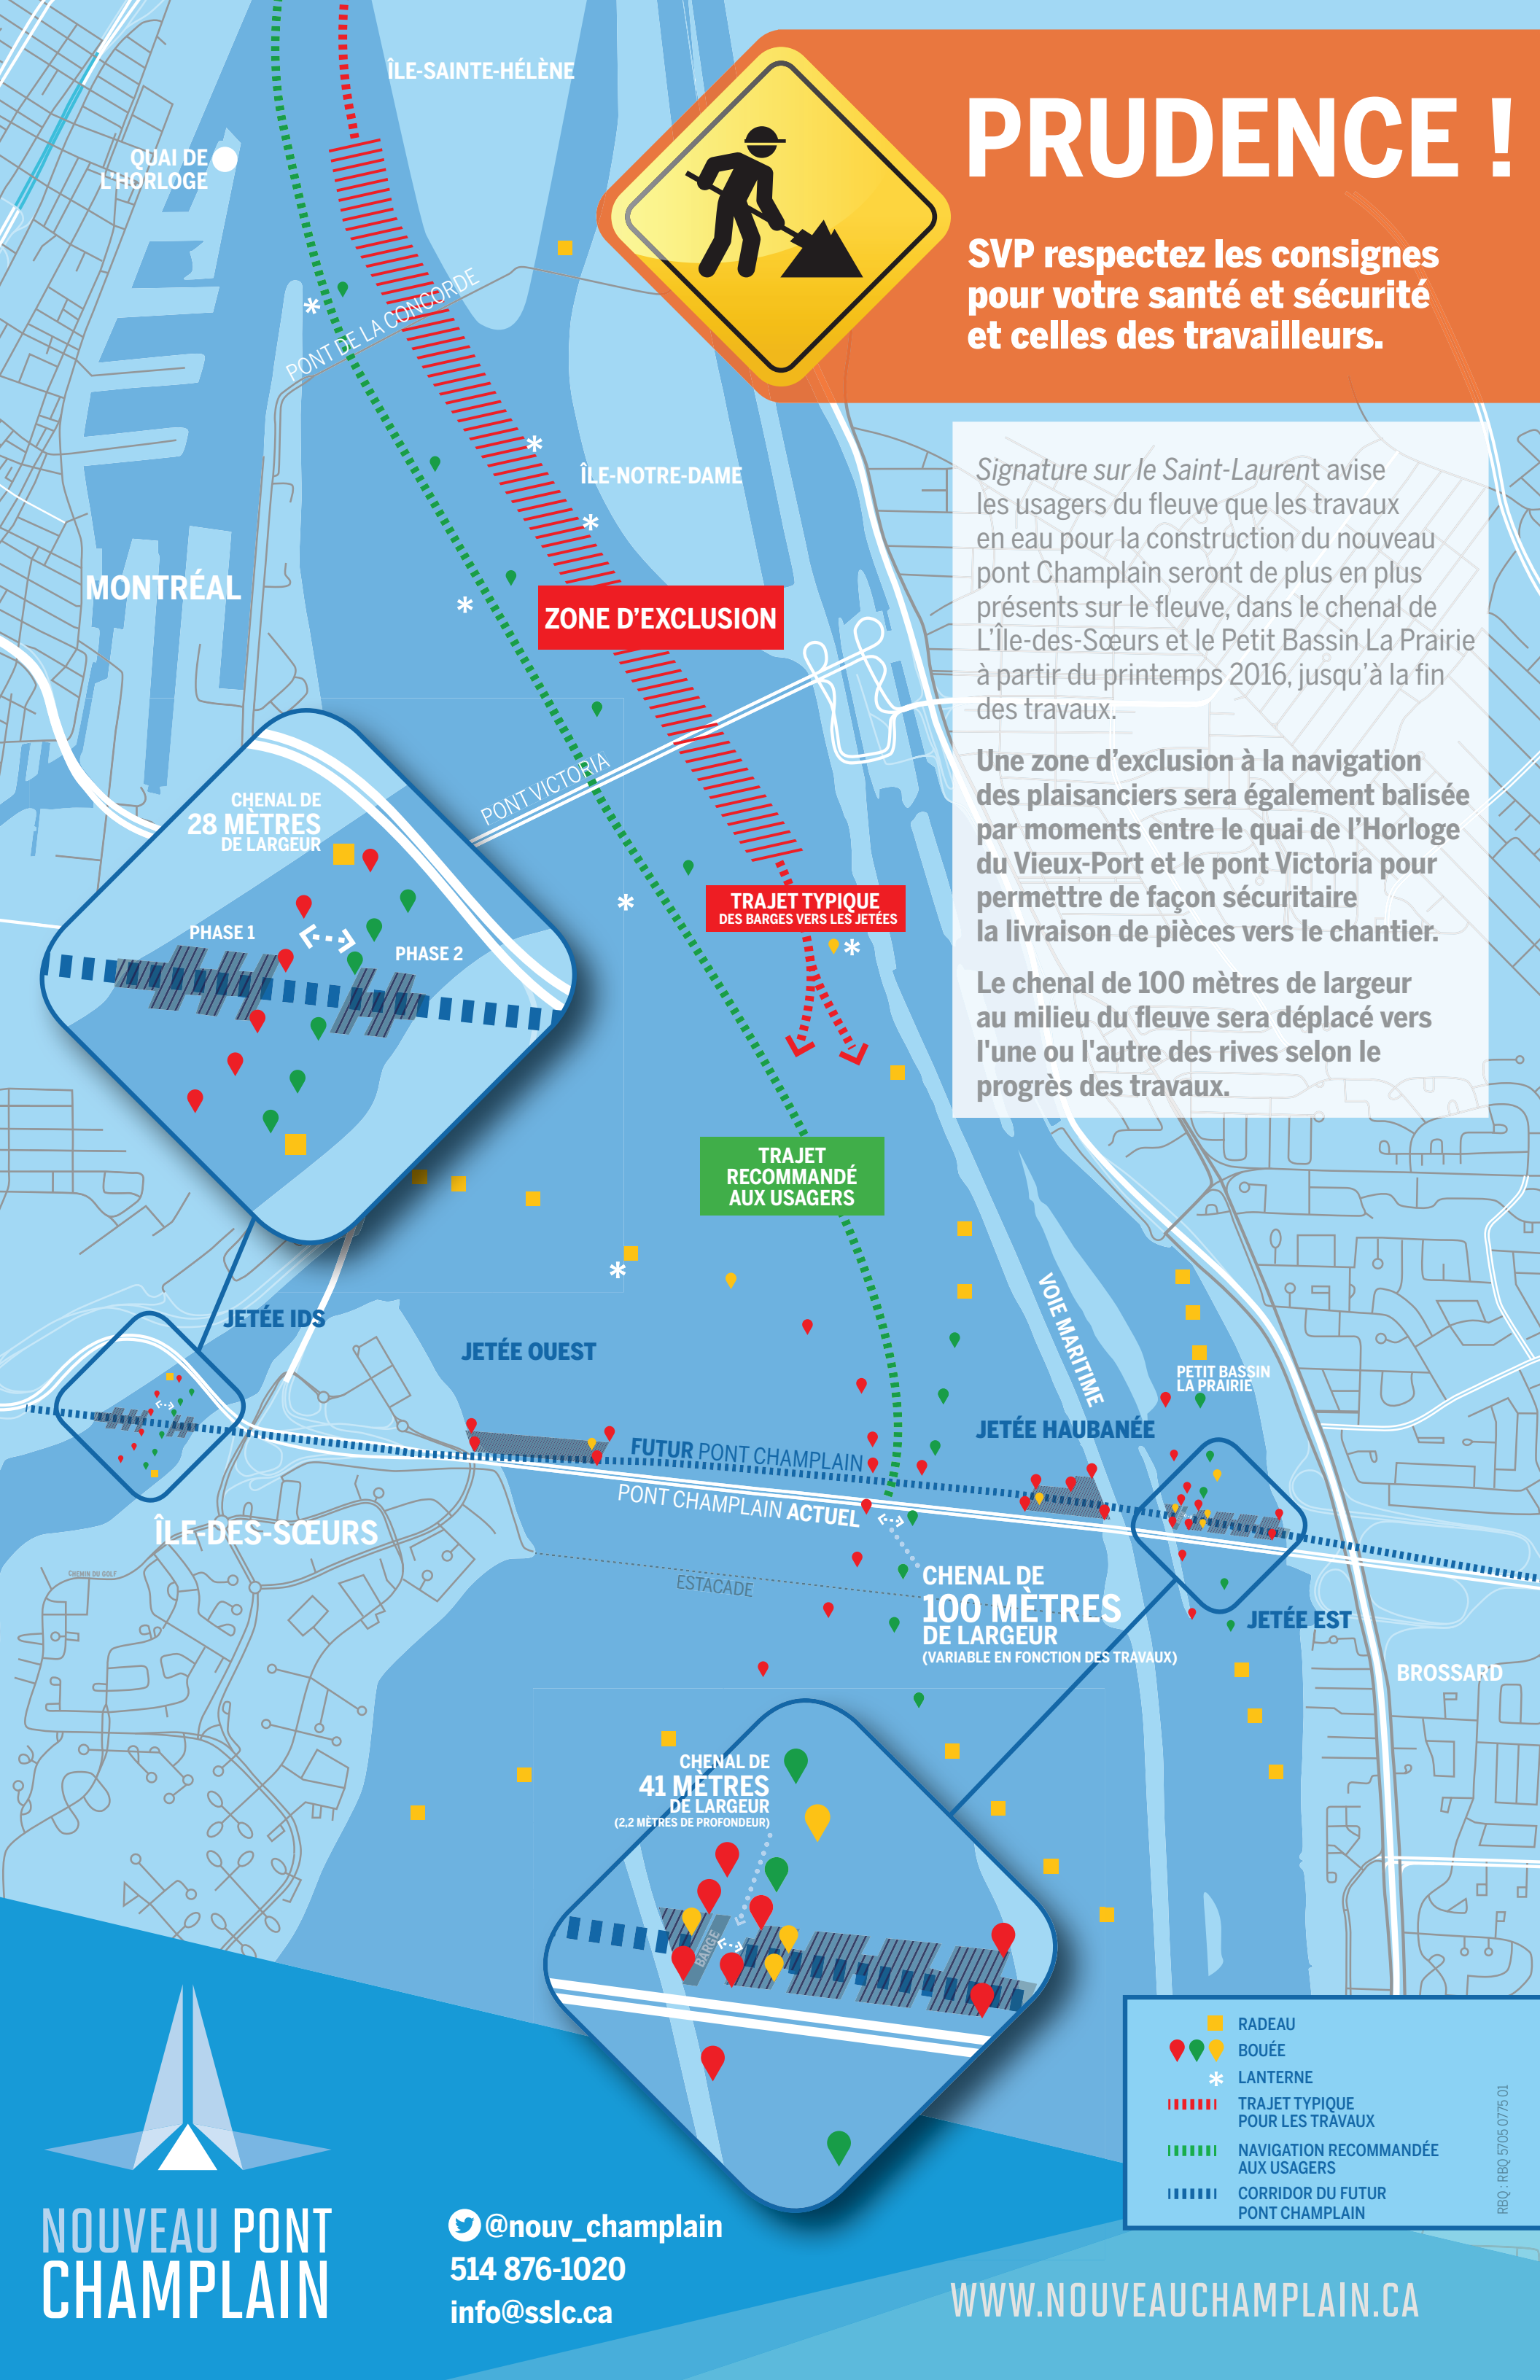 PRUDENCE !
SVP respectez les consignes
pour votre santé et sécurité
et celles des travailleurs.
Signature sur le Saint-Laurent avise
les usagers du fleuve que les travaux
en eau pour la construction du nouveau
pont Champlain seront de plus en plus
présents sur le fleuve, dans le chenal de
L'Île-des-Sœurs et le Petit Bassin La Prairie
à partir du printemps 2016, jusqu'à la fin
des travaux.
Une zone d'exclusion à la navigation
des plaisanciers sera également balisée
par moments entre le quai de l'Horloge
du Vieux-Port et le pont Victoria pour
permettre de façon sécuritaire
la livraison de pièces vers le chantier.
Le chenal de 100 mètres de largeur
au milieu du fleuve sera déplacé vers
l'une ou l'autre des rives selon le
progrès des travaux.
ÎLE-SAINTE-HÉLÈNE
QUAI DE
L'HORLOGE
PONT DE LA CONCORDE
ÎLE-NOTRE-DAME
MONTRÉAL
ZONE D'EXCLUSION
PONT VICTORIA
CHENAL DE
28 MÈTRES
DE LARGEUR
PHASE 1
PHASE 2
TRAJET TYPIQUE
DES BARGES VERS LES JETÉES
TRAJET
RECOMMANDÉ
AUX USAGERS
VOIE MARITIME
JETÉE IDS
JETÉE OUEST
PETIT BASSIN
LA PRAIRIE
JETÉE HAUBANÉE
FUTUR PONT CHAMPLAIN
PONT CHAMPLAIN ACTUEL
ÎLE-DES-SŒURS
CHEMIN DU GOLF
ESTACADE
CHENAL DE
100 MÈTRES
DE LARGEUR
(VARIABLE EN FONCTION DES TRAVAUX)
JETÉE EST
BROSSARD
CHENAL DE
41 MÈTRES
DE LARGEUR
(2,2 MÈTRES DE PROFONDEUR)
BARGE
RADEAU
BOUÉE
LANTERNE
TRAJET TYPIQUE
POUR LES TRAVAUX
NAVIGATION RECOMMANDÉE
AUX USAGERS
CORRIDOR DU FUTUR
PONT CHAMPLAIN
RBQ : RBQ 5705 0775 01
NOUVEAU PONT
CHAMPLAIN
@nouv_champlain
514 876-1020
info@sslc.ca
WWW.NOUVEAUCHAMPLAIN.CA